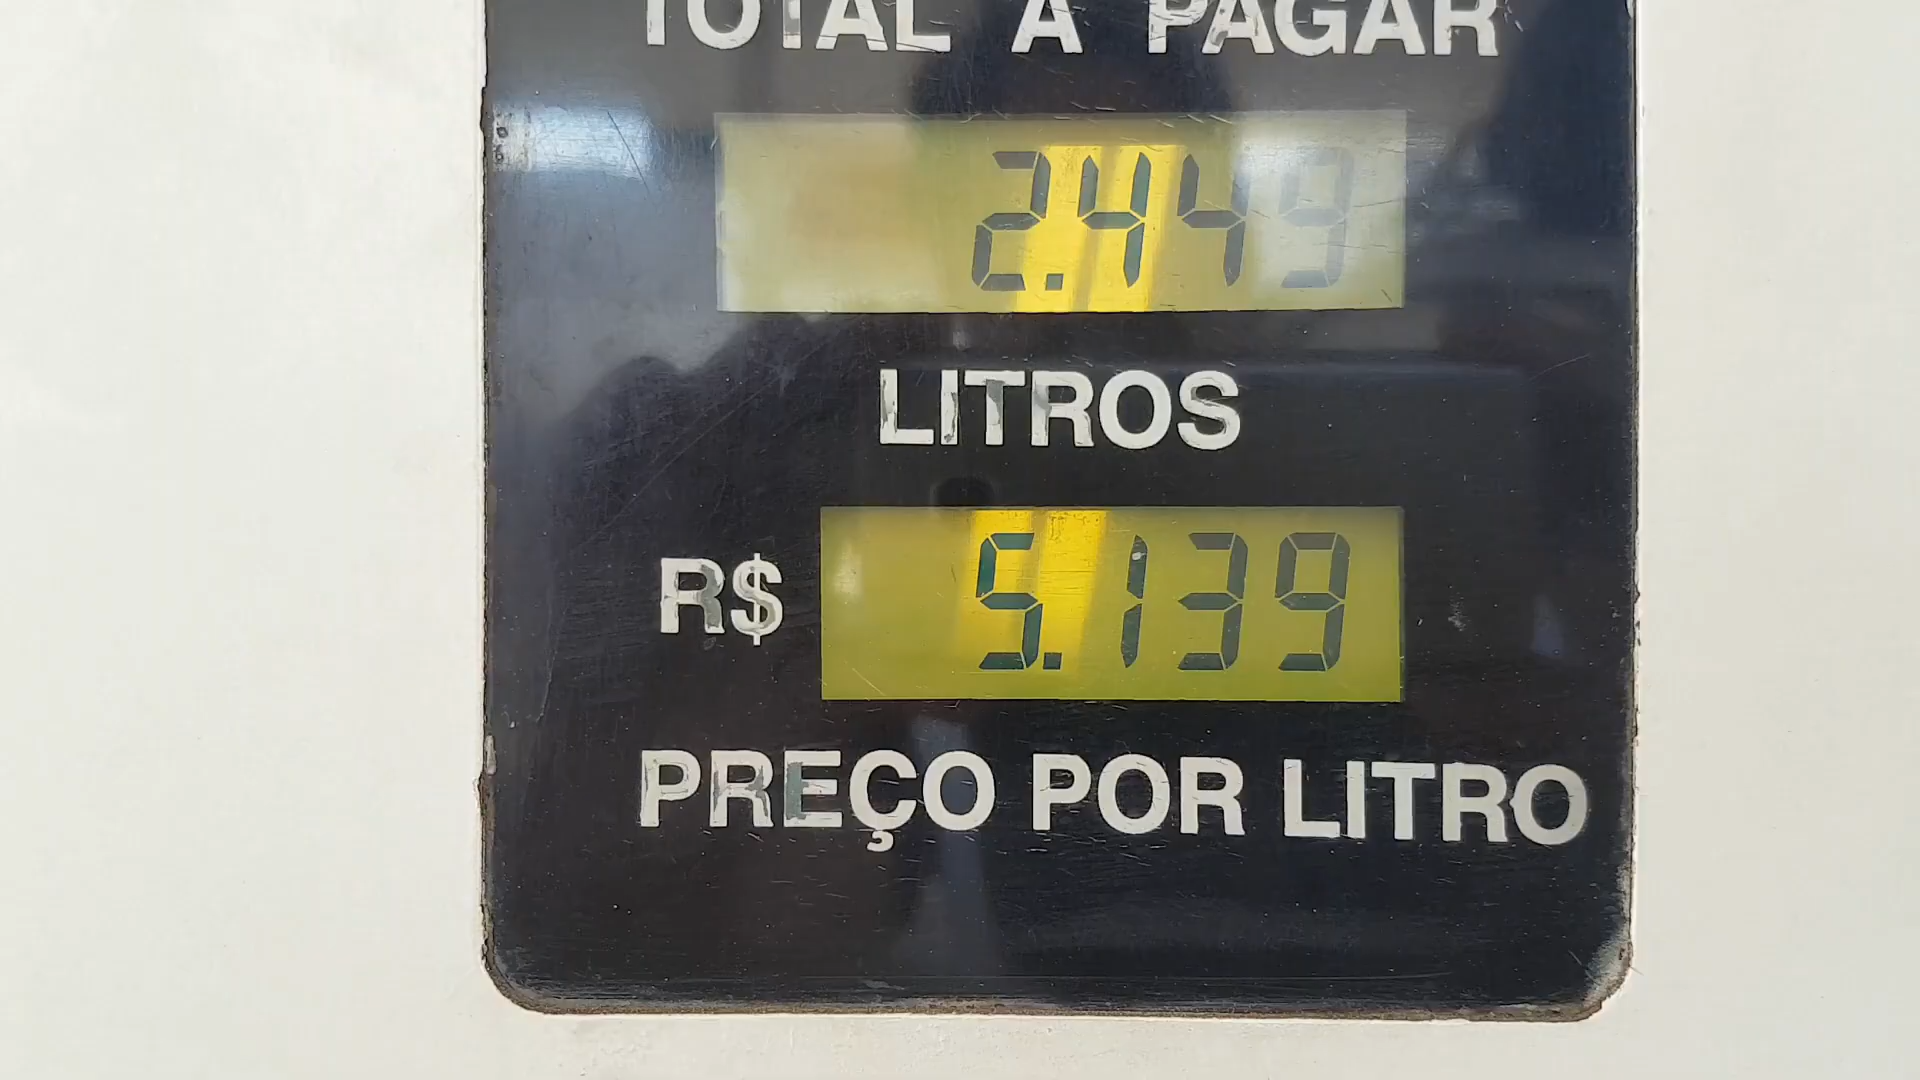 TOTAL A PAGAR
2.449
LITROS
R$ 5.139
PREÇO POR LITRO